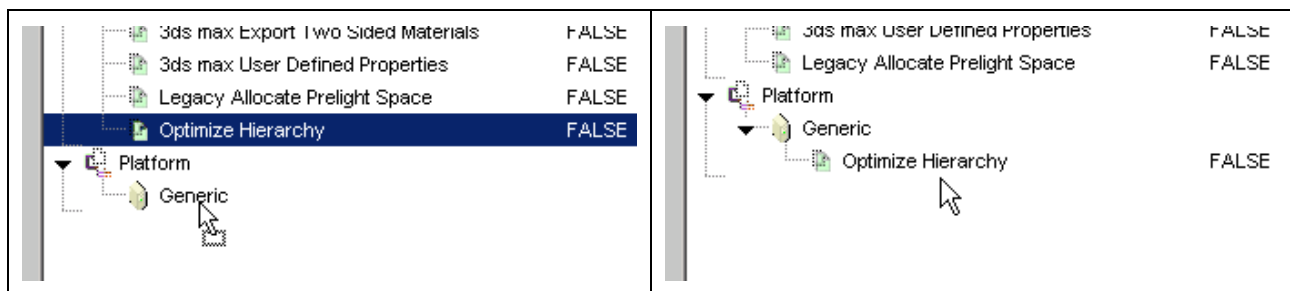 3ds max Export Two Sided Materials FALSE
3ds max User Defined Properties FALSE
Legacy Allocate Prelight Space FALSE
Optimize Hierarchy FALSE
Platform
Generic
3ds max User Defined Properties FALSE
Legacy Allocate Prelight Space FALSE
Platform
Generic
Optimize Hierarchy FALSE